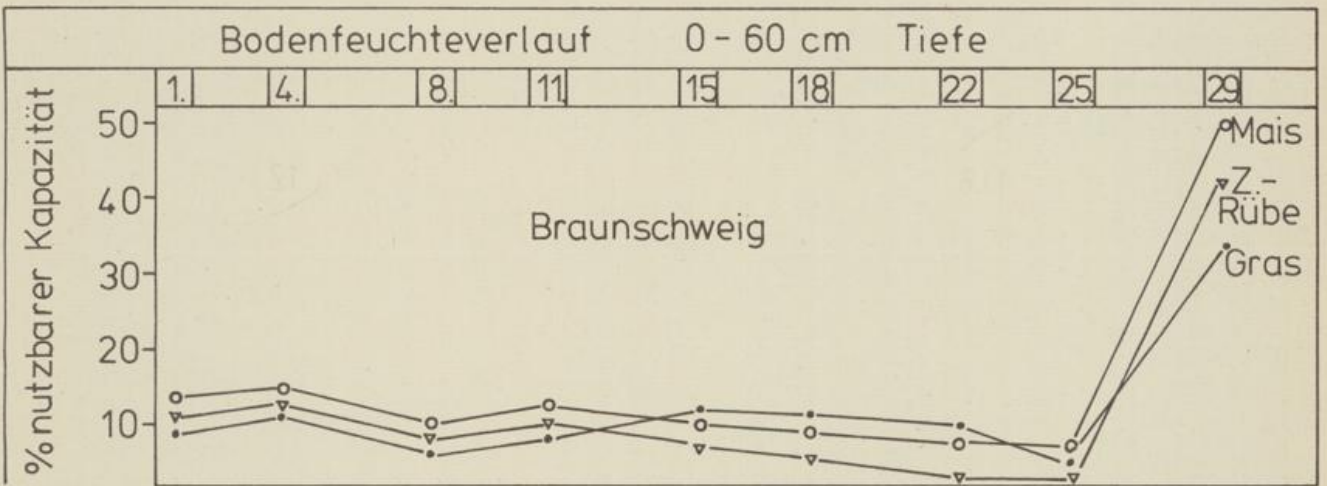 Bodenfeuchteverlauf 0 - 60 cm Tiefe
1. 4. 8. 11. 15 18 22. 25. 29
% nutzbarer Kapazität
50
40
30
20
10
Braunschweig
Mais
Z.-
Rübe
Gras